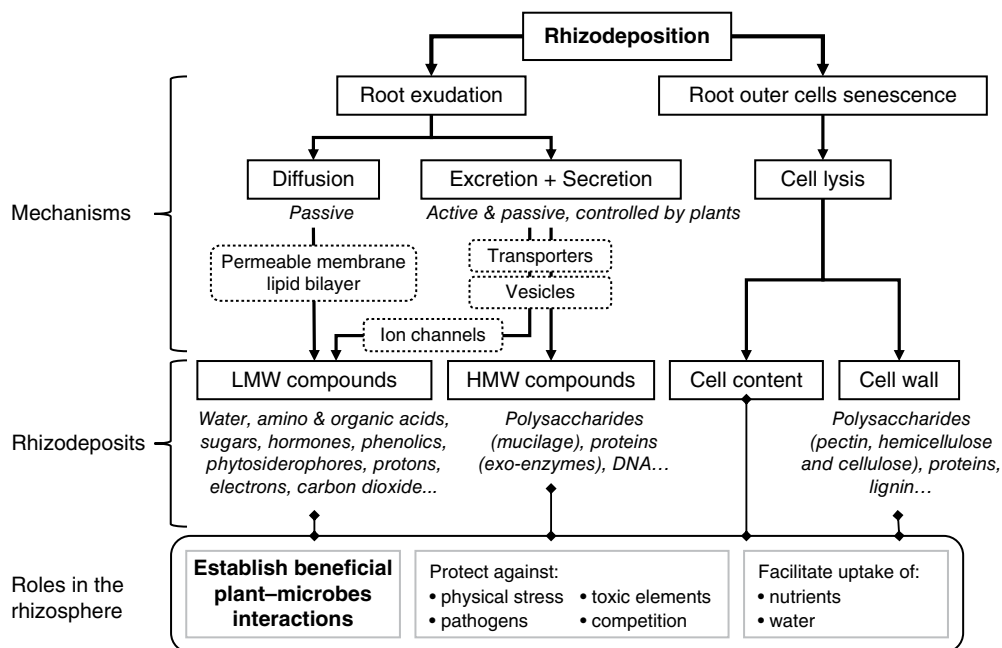 Rhizodeposition
Root exudation
Root outer cells senescence
Mechanisms
Diffusion
Excretion + Secretion
Cell lysis
Passive
Active & passive, controlled by plants
Permeable membrane
lipid bilayer
Transporters
Vesicles
Ion channels
Rhizodeposits
LMW compounds
HMW compounds
Cell content
Cell wall
Water, amino & organic acids,
sugars, hormones, phenolics,
phytosiderophores, protons,
electrons, carbon dioxide...
Polysaccharides
(mucilage), proteins
(exo-enzymes), DNA…
Polysaccharides
(pectin, hemicellulose
and cellulose), proteins,
lignin…
Roles in the
rhizosphere
Establish beneficial
plant–microbes
interactions
Protect against:
• physical stress • toxic elements
• pathogens • competition
Facilitate uptake of:
• nutrients
• water